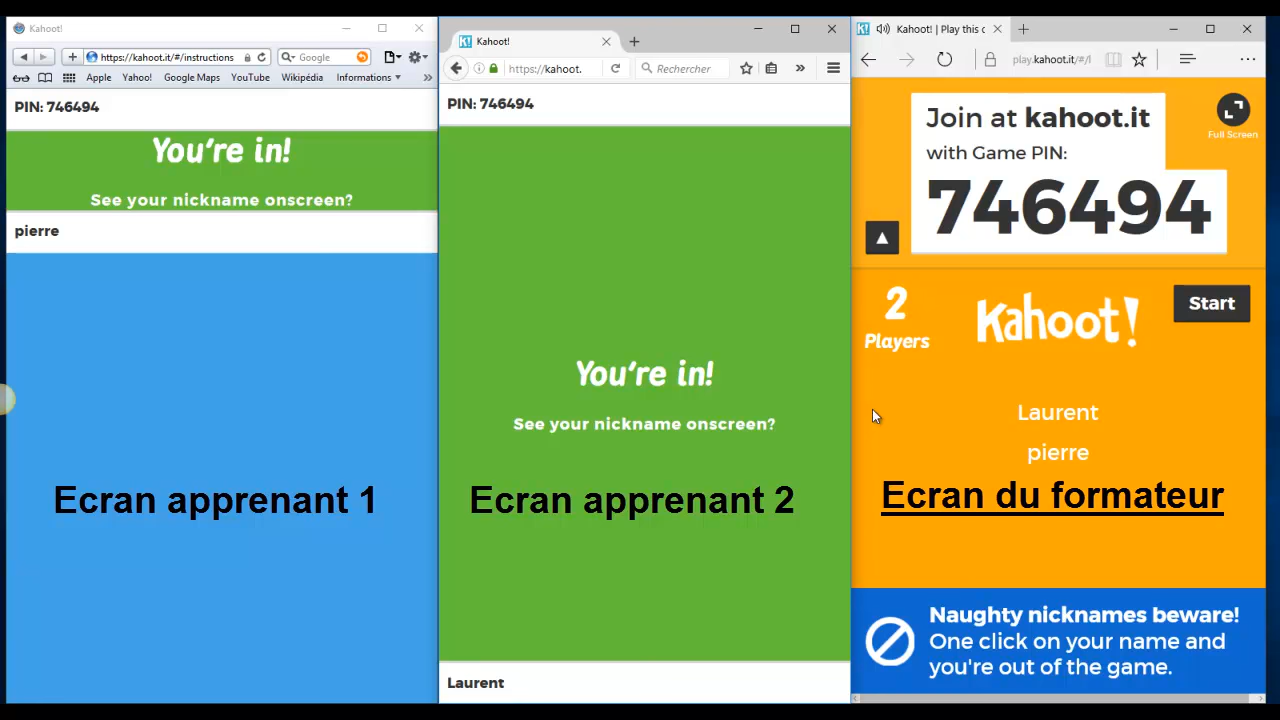 Kahoot!
https://kahoot.it/#/instructions
Google
Apple
Yahoo!
Google Maps
YouTube
Wikipédia
Informations
»
PIN: 746494
You're in!
See your nickname onscreen?
pierre
Ecran apprenant 1
Kahoot!
https://kahoot.
Rechercher
»
PIN: 746494
You're in!
See your nickname onscreen?
Ecran apprenant 2
Laurent
Kahoot! | Play this
play.kahoot.it/#/
Join at kahoot.it
with Game PIN:
746494
Full Screen
2
Players
Kahoot!
Start
Laurent
pierre
Ecran du formateur
Naughty nicknames beware!
One click on your name and
you're out of the game.